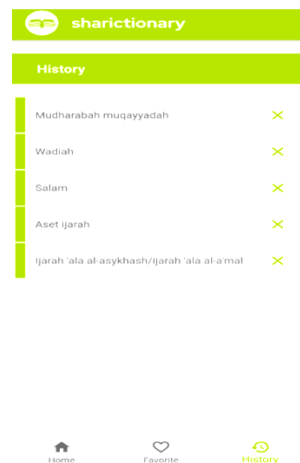 sharictionary
History
Mudharabah muqayyadah
Wadiah
Salam
Aset ijarah
Ijarah 'ala al-asykhash/ijarah 'ala al-a'mal
Home
Favorite
History